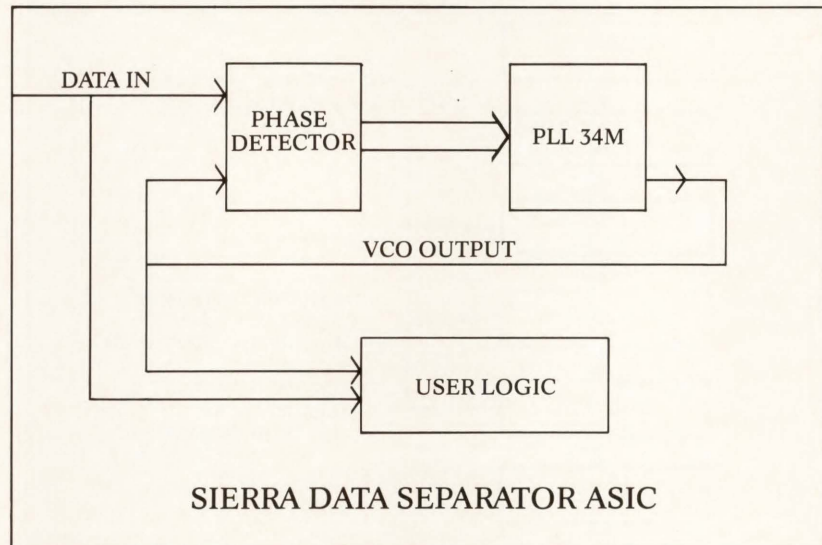 DATA IN
PHASE
DETECTOR
PLL 34M
VCO OUTPUT
USER LOGIC
SIERRA DATA SEPARATOR ASIC